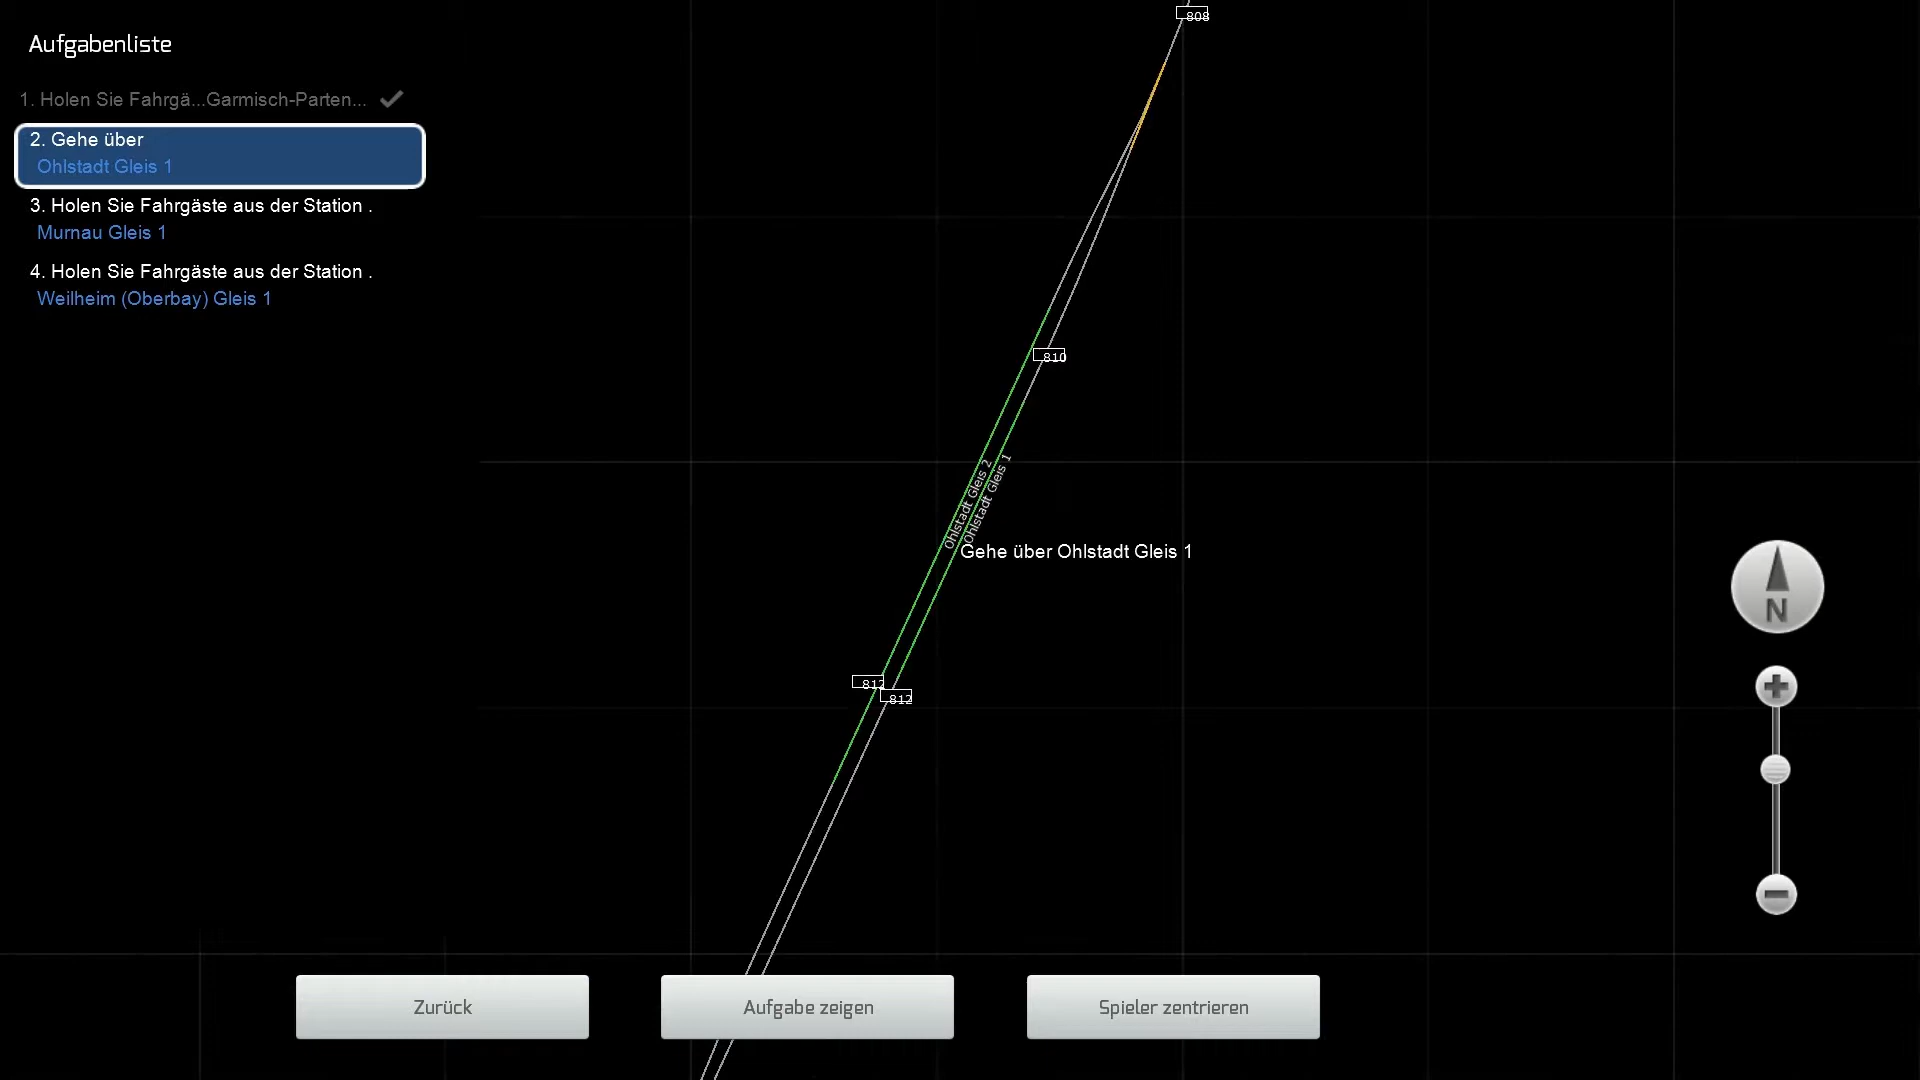 Aufgabenliste
1. Holen Sie Fahrgä...Garmisch-Parten...
2. Gehe über
Ohlstadt Gleis 1
3. Holen Sie Fahrgäste aus der Station .
Murnau Gleis 1
4. Holen Sie Fahrgäste aus der Station .
Weilheim (Oberbay) Gleis 1
808
810
Ohlstadt Gleis 2
Ohlstadt Gleis 1
Gehe über Ohlstadt Gleis 1
812
812
N
Zurück
Aufgabe zeigen
Spieler zentrieren